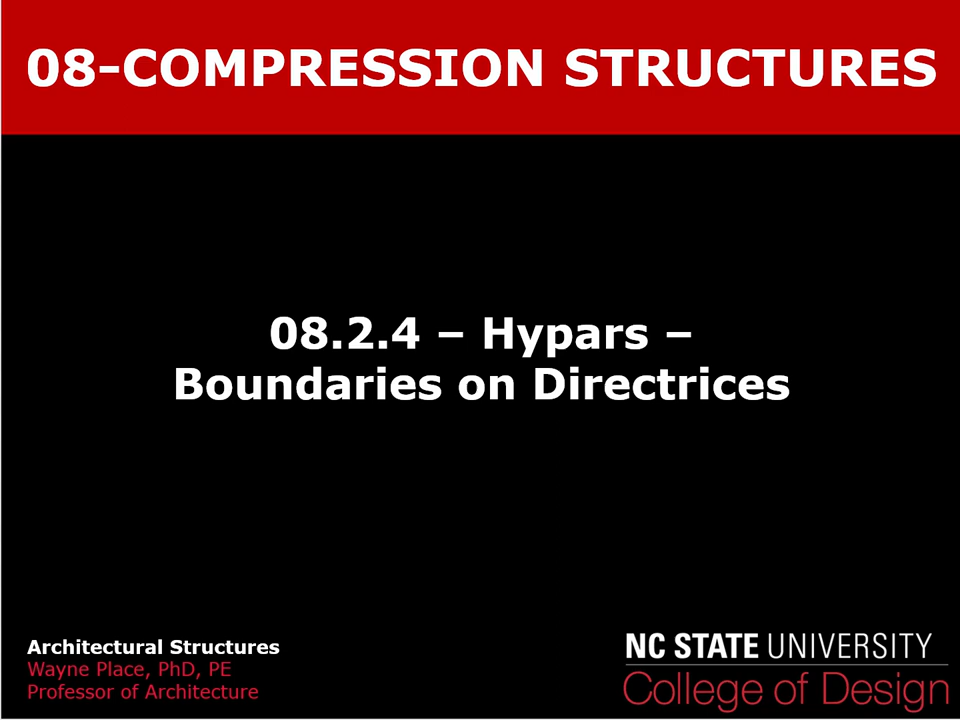 08-COMPRESSION STRUCTURES
08.2.4 – Hypars –
Boundaries on Directrices
Architectural Structures
Wayne Place, PhD, PE
Professor of Architecture
NC STATE UNIVERSITY
College of Design